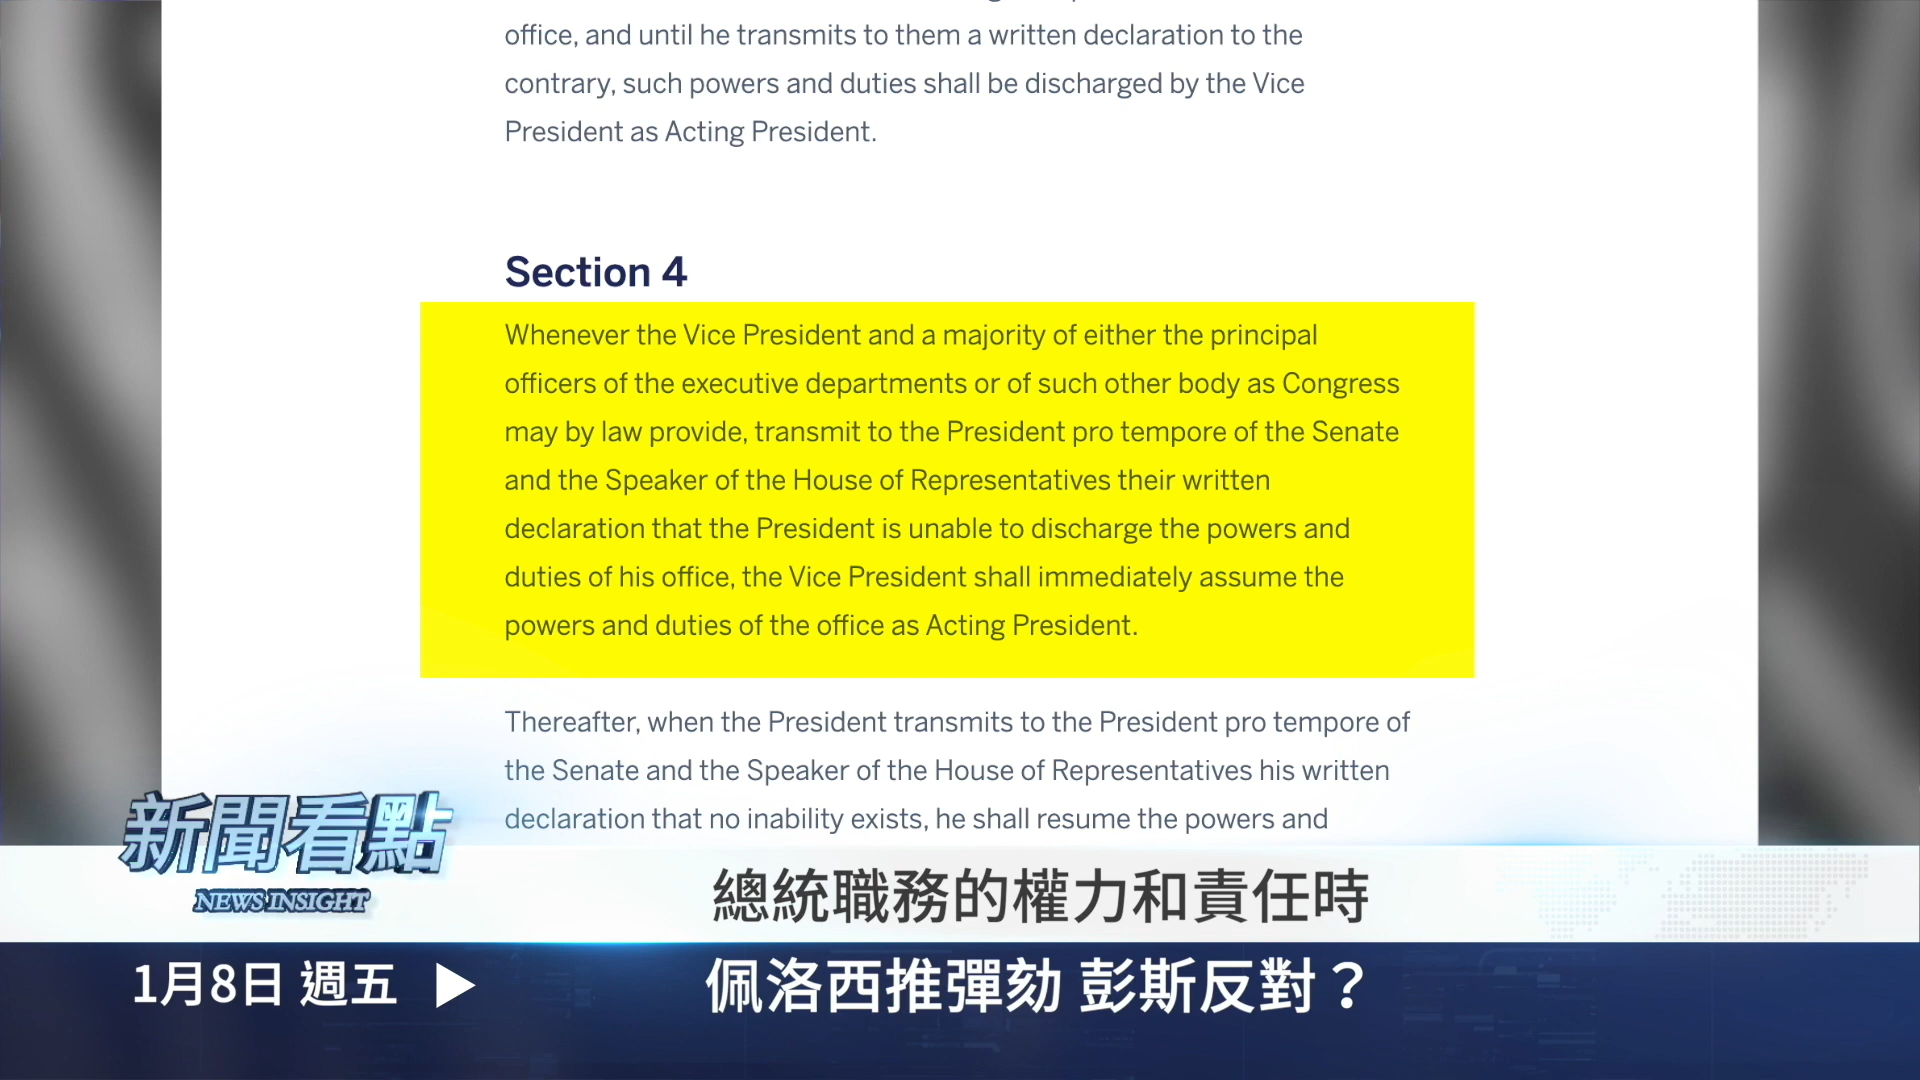 office, and until he transmits to them a written declaration to the
contrary, such powers and duties shall be discharged by the Vice
President as Acting President.
Section 4
Whenever the Vice President and a majority of either the principal
officers of the executive departments or of such other body as Congress
may by law provide, transmit to the President pro tempore of the Senate
and the Speaker of the House of Representatives their written
declaration that the President is unable to discharge the powers and
duties of his office, the Vice President shall immediately assume the
powers and duties of the office as Acting President.
Thereafter, when the President transmits to the President pro tempore of
the Senate and the Speaker of the House of Representatives his written
declaration that no inability exists, he shall resume the powers and
新聞看點
NEWS INSIGHT
總統職務的權力和責任時
1月8日 週五
佩洛西推彈劾 彭斯反對？